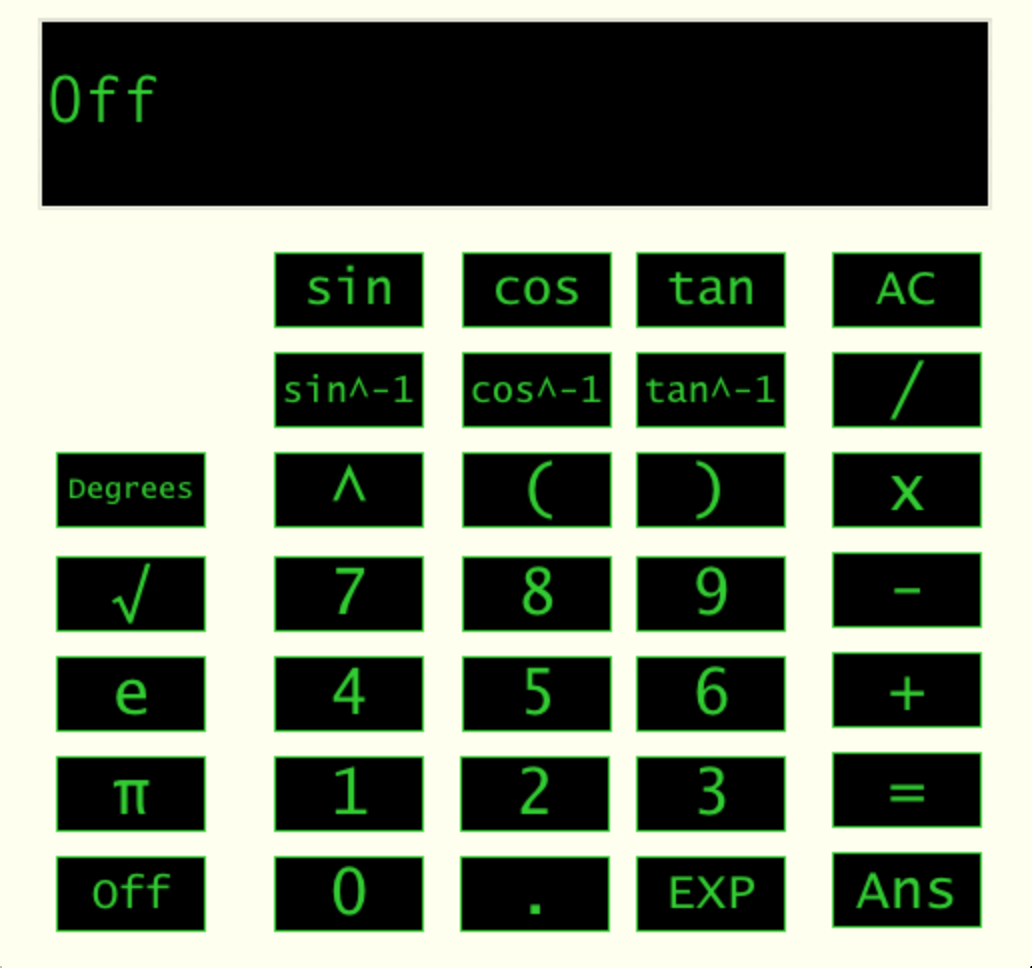 Off
sin cos tan AC
sin^-1 cos^-1 tan^-1 /
Degrees ^ ( ) x
√ 7 8 9 -
e 4 5 6 +
π 1 2 3 =
Off 0 . EXP Ans